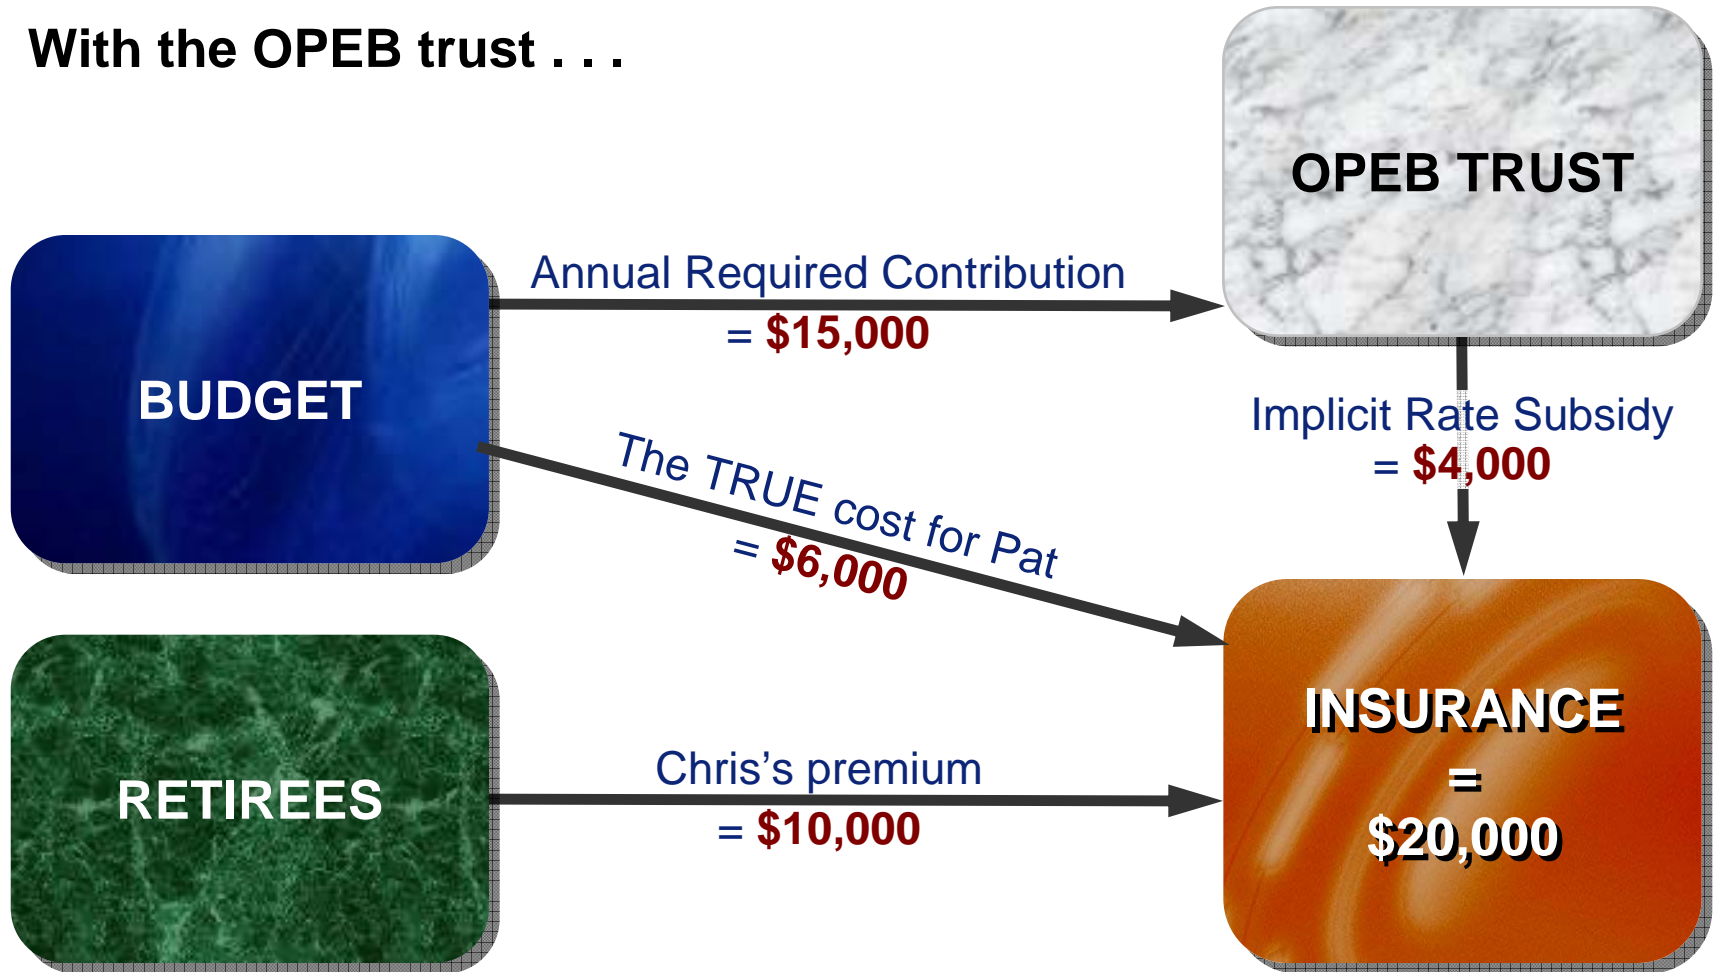 With the OPEB trust . . .
OPEB TRUST
Annual Required Contribution
= $15,000
BUDGET
Implicit Rate Subsidy
= $4,000
The TRUE cost for Pat
= $6,000
INSURANCE
=
$20,000
RETIREES
Chris’s premium
= $10,000